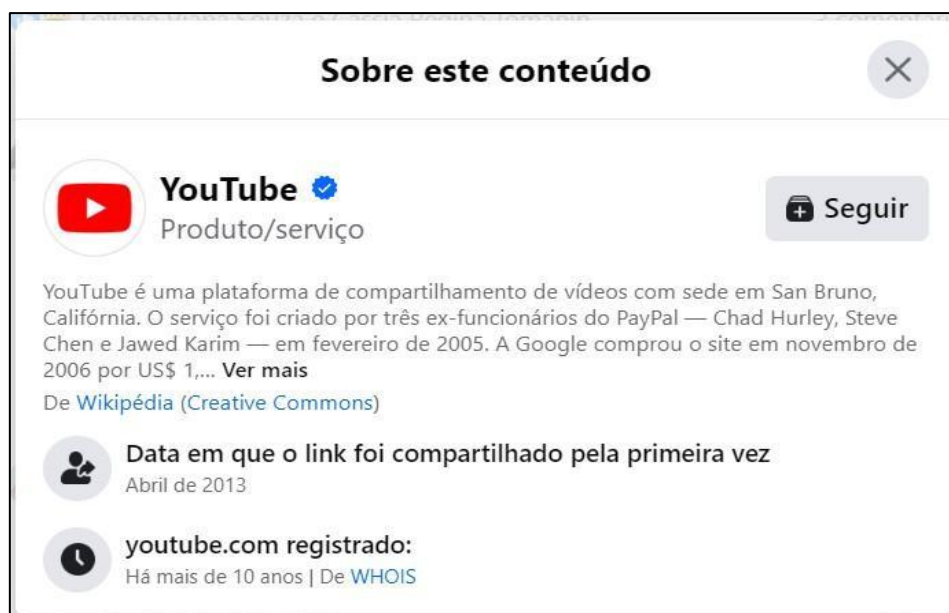 Sobre este conteúdo
YouTube
Produto/serviço
Seguir
YouTube é uma plataforma de compartilhamento de vídeos com sede em San Bruno,
Califórnia. O serviço foi criado por três ex-funcionários do PayPal — Chad Hurley, Steve
Chen e Jawed Karim — em fevereiro de 2005. A Google comprou o site em novembro de
2006 por US$ 1,... Ver mais
De Wikipédia (Creative Commons)
Data em que o link foi compartilhado pela primeira vez
Abril de 2013
youtube.com registrado:
Há mais de 10 anos | De WHOIS